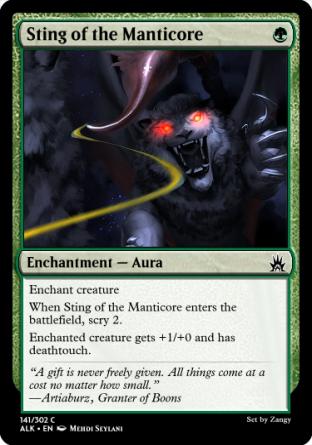 Sting of the Manticore
Enchantment — Aura
Enchant creature
When Sting of the Manticore enters the
battlefield, scry 2.
Enchanted creature gets +1/+0 and has
deathtouch.
“A gift is never freely given. All things come at a
cost no matter how small.”
—Artiaburz, Granter of Boons
141/302 C
ALK • EN Mehdi Seylani
Set by Zangy